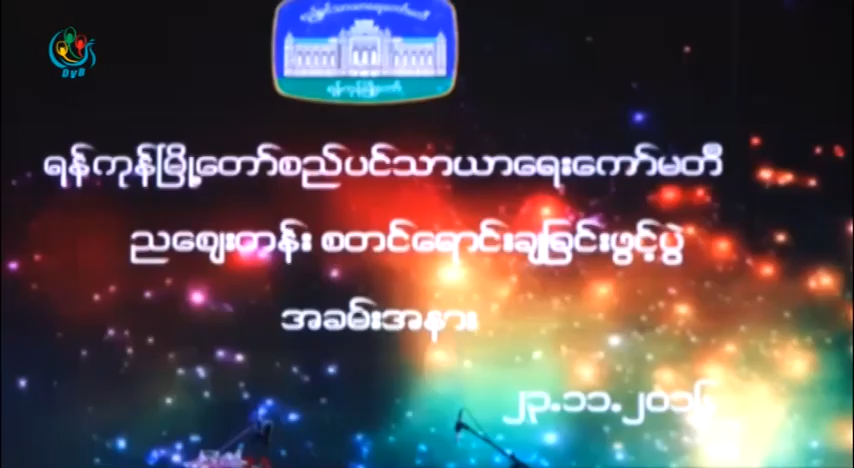 DVB
ရန်ကုန်မြို့တော်စည်ပင်သာယာရေးကော်မတီ
ညဈေးတန်း စတင်ရောင်းချခြင်းဖွင့်ပွဲ
အခမ်းအနား
၂၃.၁၁.၂၀၁၆